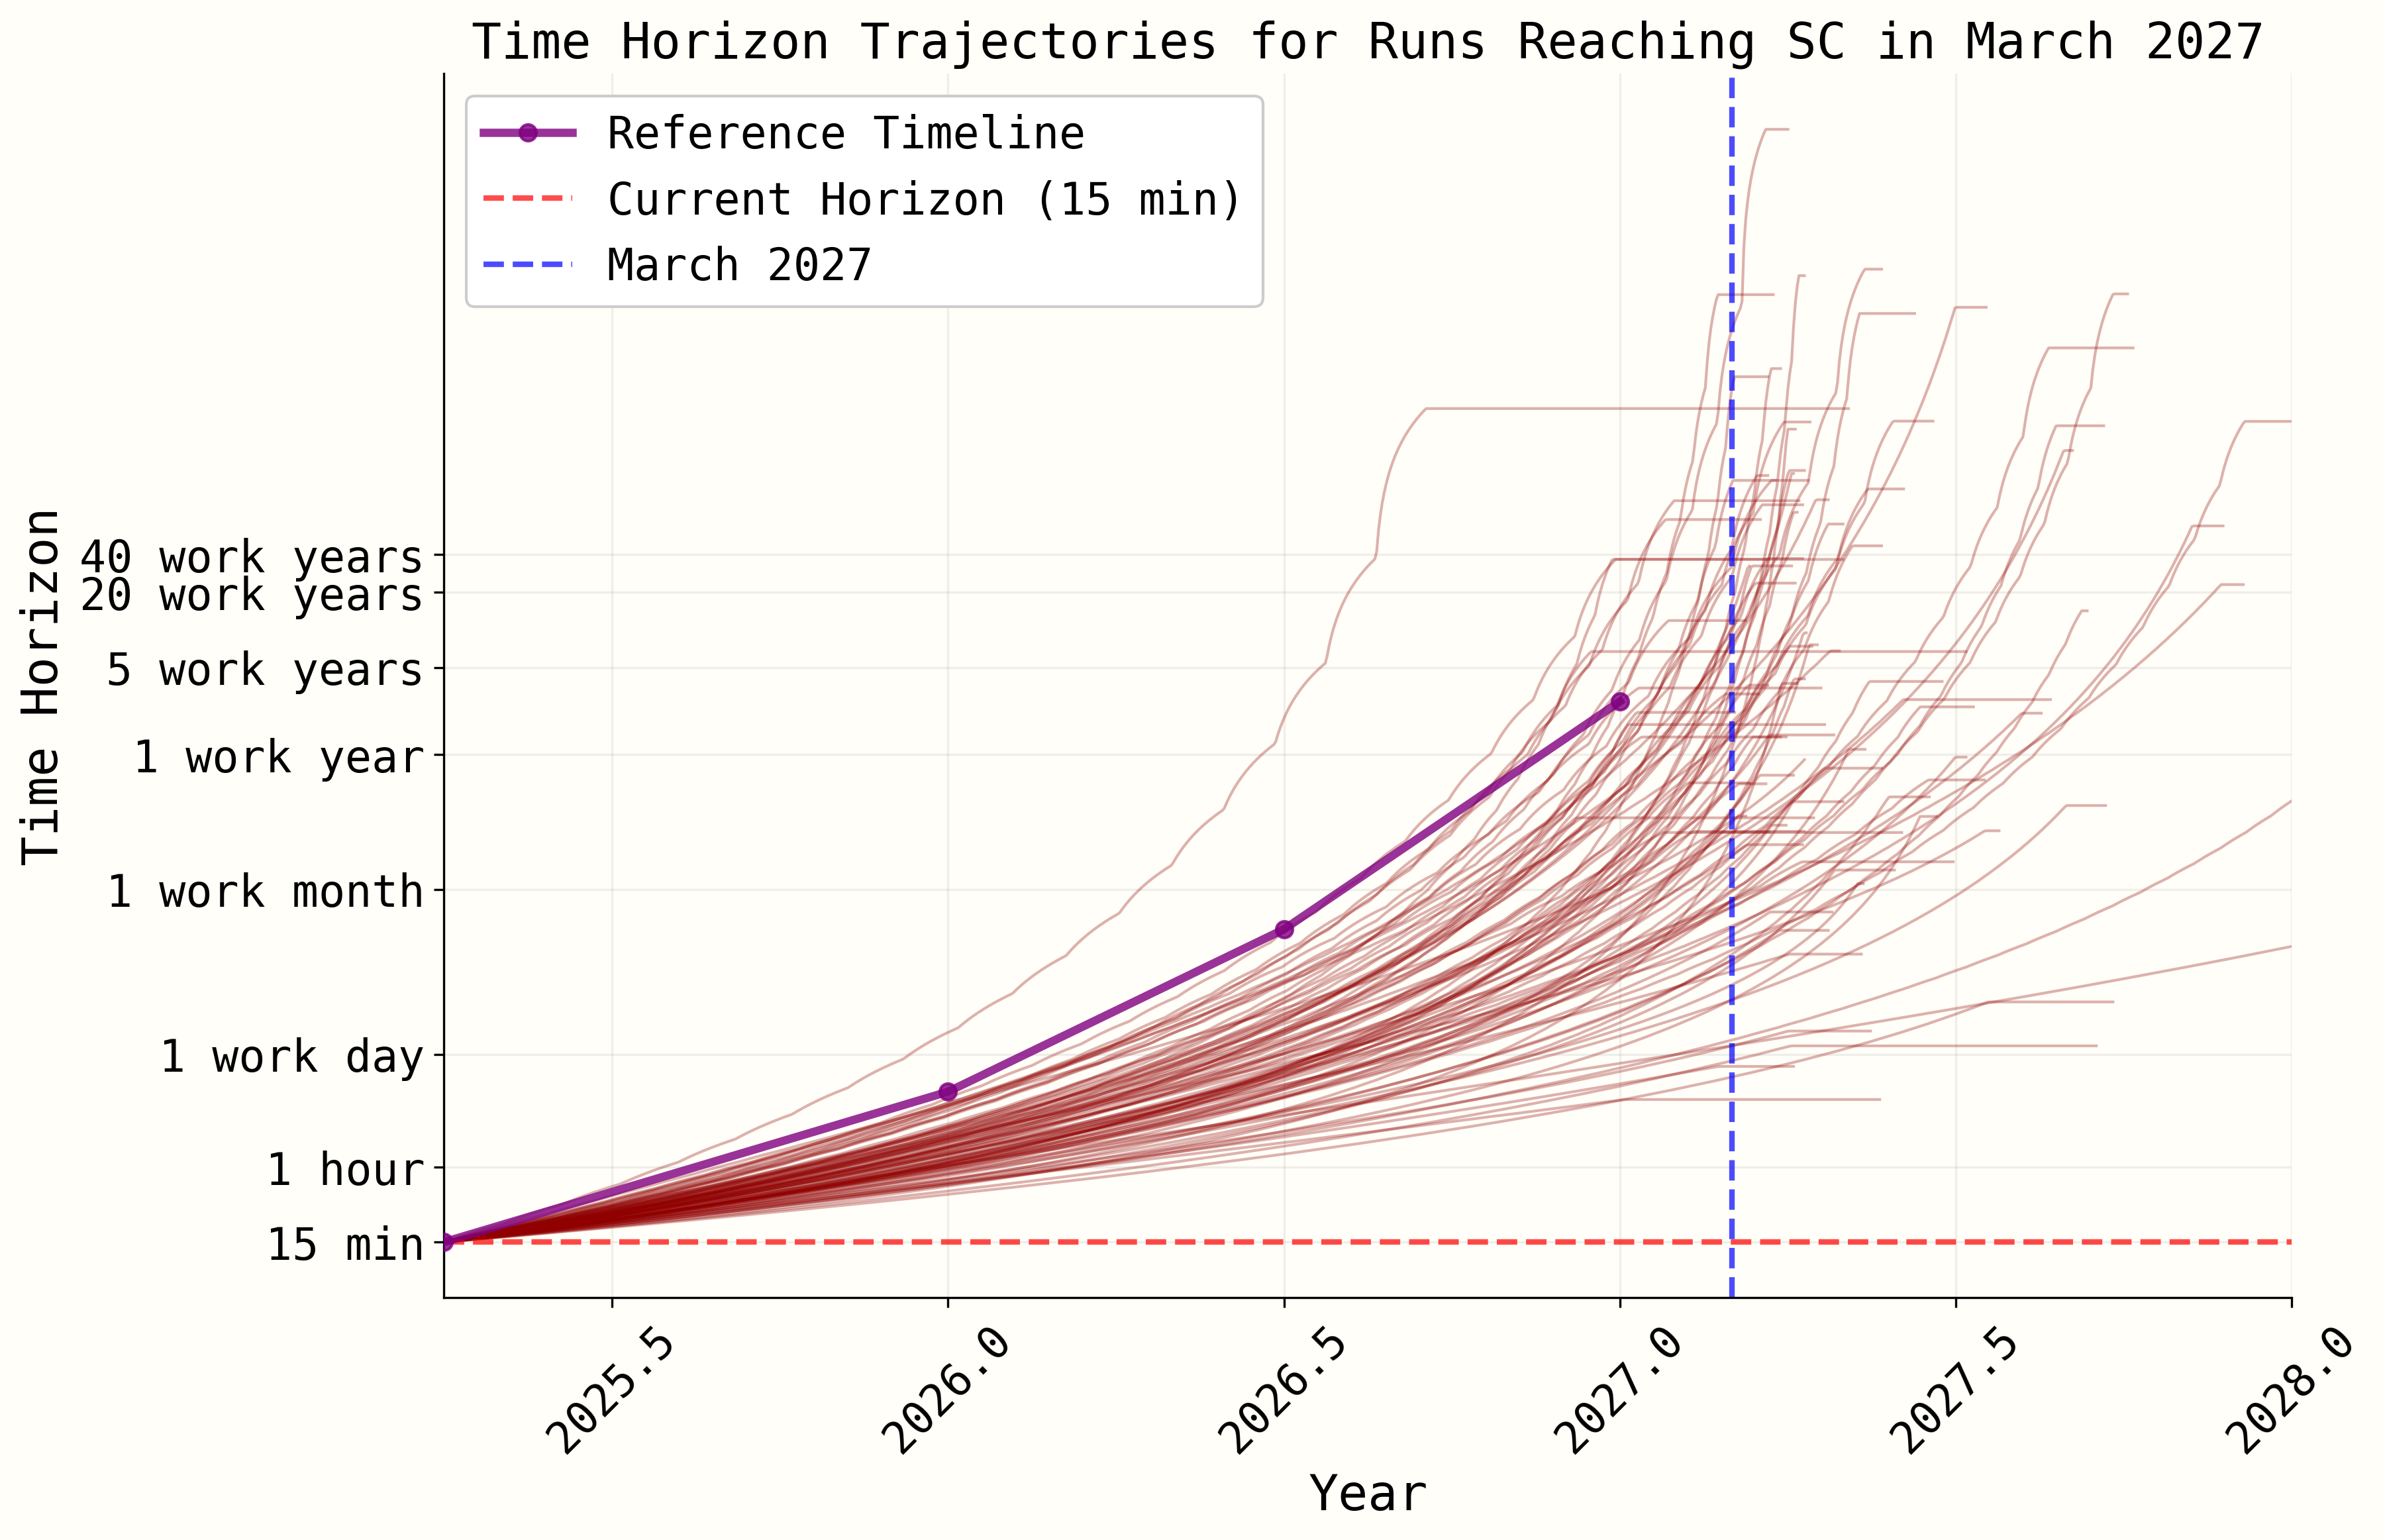 Time Horizon Trajectories for Runs Reaching SC in March 2027
Reference Timeline
Current Horizon (15 min)
March 2027
Time Horizon
40 work years
20 work years
5 work years
1 work year
1 work month
1 work day
1 hour
15 min
2025.5
2026.0
2026.5
2027.0
2027.5
2028.0
Year